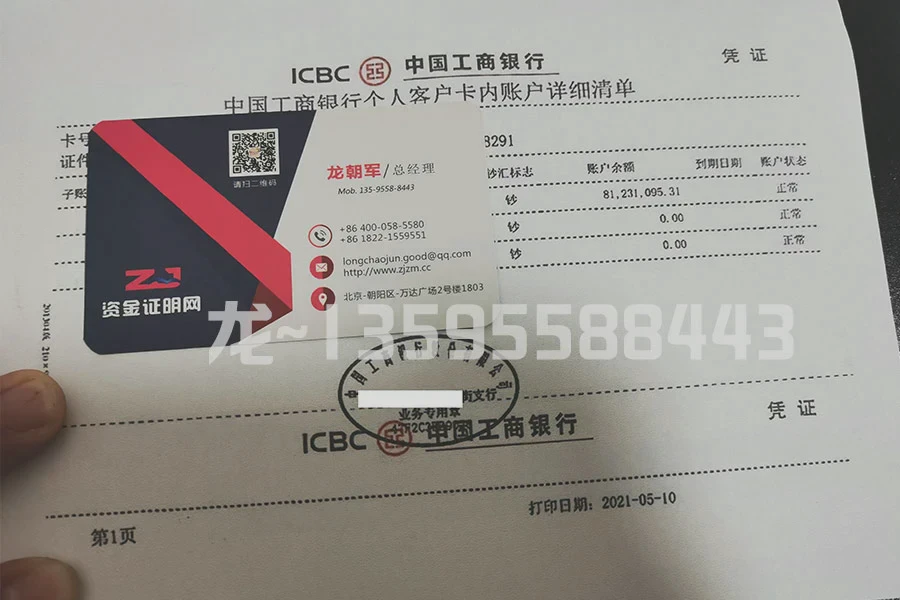 凭 证
ICBC 中国工商银行
中国工商银行个人客户卡内账户详细清单
卡号
8291
证件
子账
钞汇标志 账户余额 到期日期 账户状态
钞 81,231,095.31 正常
钞 0.00 正常
钞 0.00 正常
请扫二维码
龙朝军/总经理
Mob. 135-9558-8443
+86 400-058-5580
+86 1822-1559551
longchaojun.good@qq.com
http://www.zjzm.cc
北京-朝阳区-万达广场2号楼1803
ZJ
资金证明网
龙~13595588443
街支行
业务专用章
凭 证
ICBC 中国工商银行
打印日期: 2021-05-10
第1页